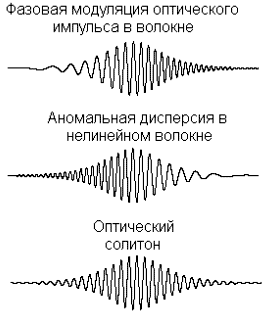 Фазовая модуляция оптического
импульса в волокне
Аномальная дисперсия в
нелинейном волокне
Оптический
солитон